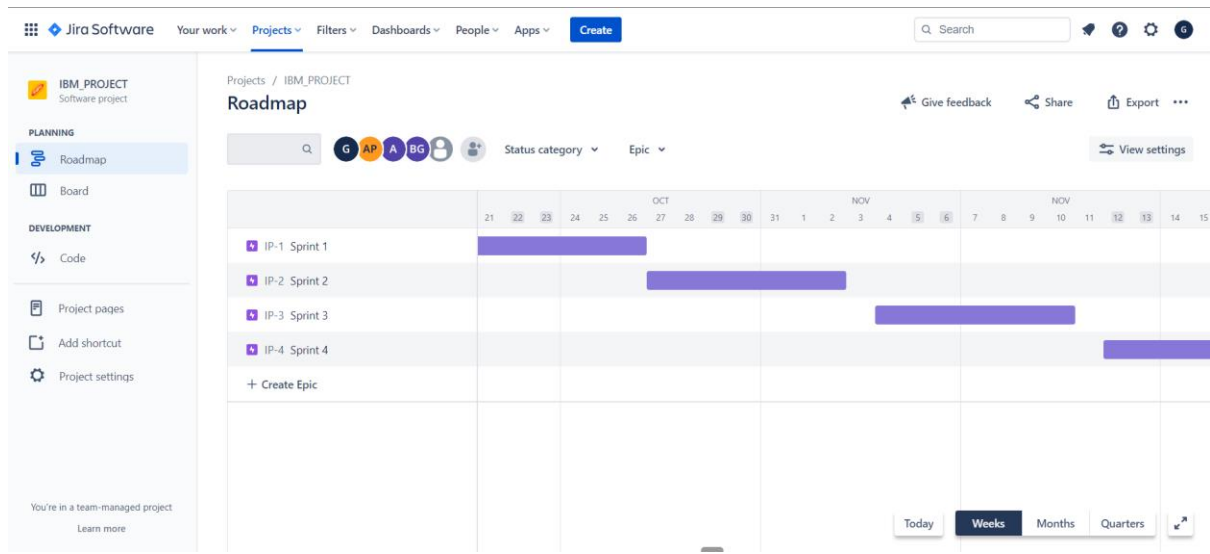 Jira Software Your work Projects Filters Dashboards People Apps Create Search G
IBM_PROJECT
Software project
PLANNING
Roadmap
Board
DEVELOPMENT
Code
Project pages
Add shortcut
Project settings
You're in a team-managed project
Learn more
Projects / IBM_PROJECT
Roadmap
Give feedback Share Export
G AP A BG Status category Epic View settings
OCT NOV NOV
21 22 23 24 25 26 27 28 29 30 31 1 2 3 4 5 6 7 8 9 10 11 12 13 14 15
IP-1 Sprint 1
IP-2 Sprint 2
IP-3 Sprint 3
IP-4 Sprint 4
+ Create Epic
Today Weeks Months Quarters